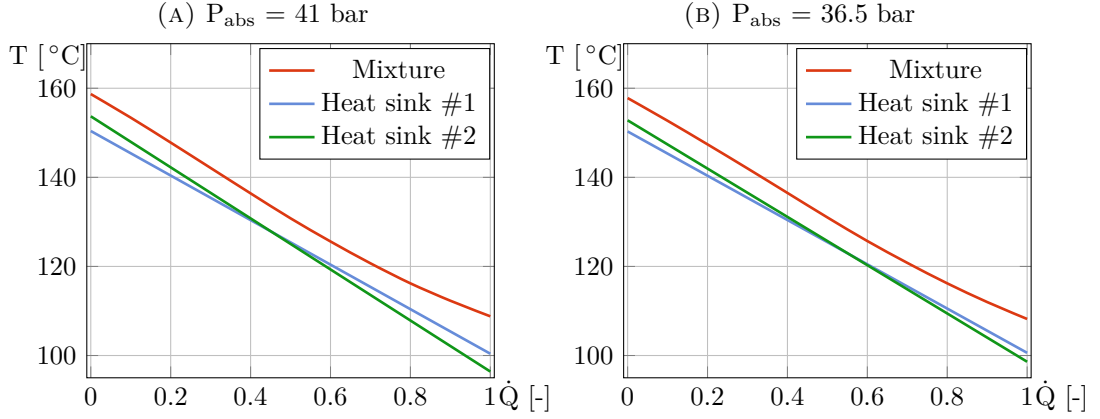 (A) P_abs = 41 bar
T [°C]
Mixture
Heat sink #1
Heat sink #2
160
140
120
100
0 0.2 0.4 0.6 0.8 1 Q̇ [-]
(B) P_abs = 36.5 bar
T [°C]
Mixture
Heat sink #1
Heat sink #2
160
140
120
100
0 0.2 0.4 0.6 0.8 1 Q̇ [-]